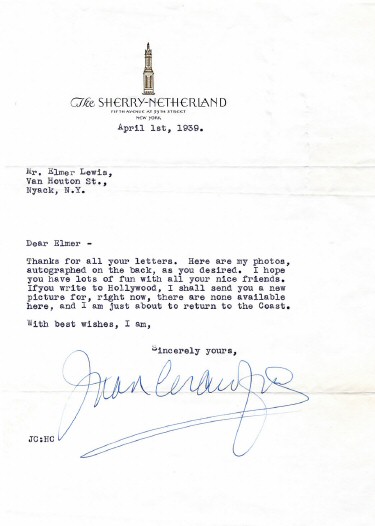 The SHERRY-NETHERLAND
FIFTH AVENUE AT 59TH STREET
NEW YORK
April 1st, 1939.
Mr. Elmer Lewis,
Van Houton St.,
Nyack, N.Y.
Dear Elmer -
Thanks for all your letters. Here are my photos,
autographed on the back, as you desired. I hope
you have lots of fun with all your nice friends.
Ifyou write to Hollywood, I shall send you a new
picture for, right now, there are none available
here, and I am just about to return to the Coast.
With best wishes, I am,
Sincerely yours,
Joan Crawford
JC:HC